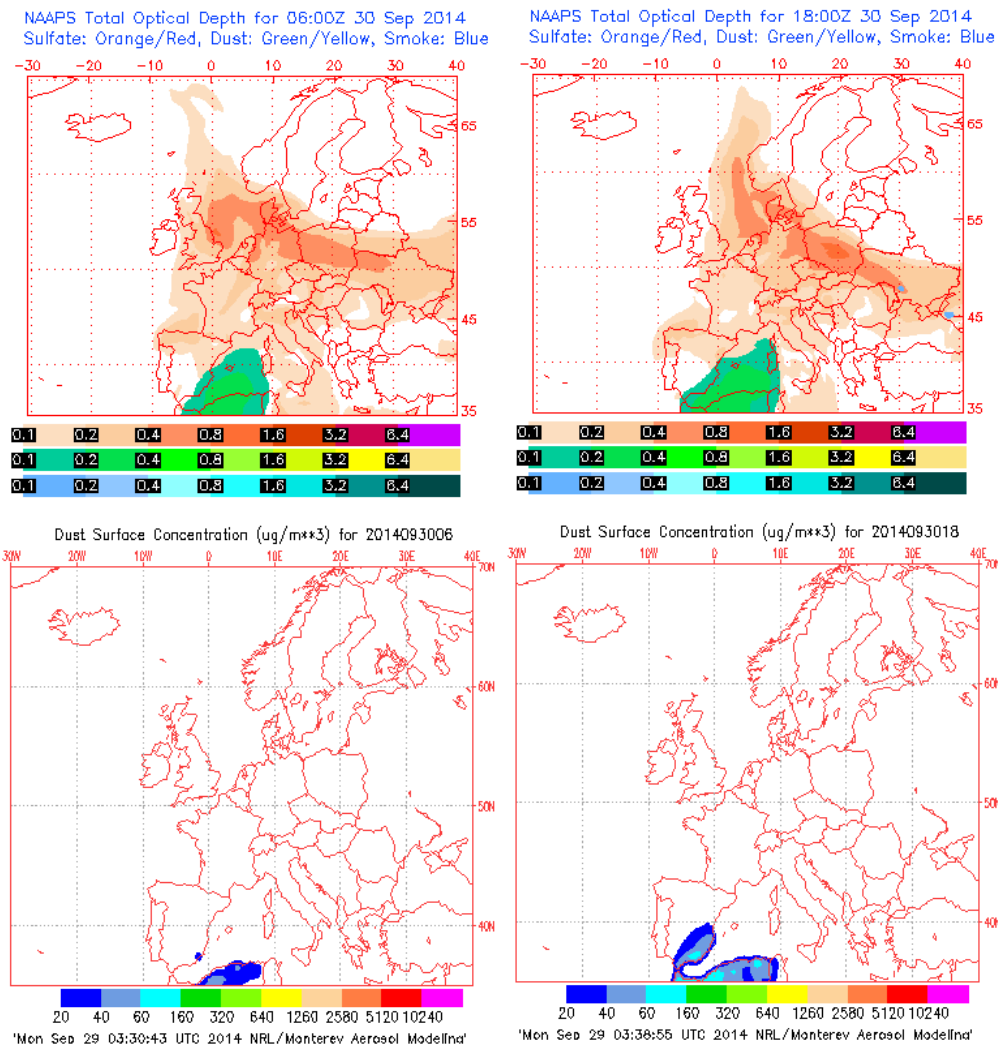 NAAPS Total Optical Depth for 06:00Z 30 Sep 2014
Sulfate: Orange/Red, Dust: Green/Yellow, Smoke: Blue
-30 -20 -10 0 10 20 30 40
65
55
45
35
0.1 0.2 0.4 0.8 1.6 3.2 6.4
0.1 0.2 0.4 0.8 1.6 3.2 6.4
0.1 0.2 0.4 0.8 1.6 3.2 6.4
NAAPS Total Optical Depth for 18:00Z 30 Sep 2014
Sulfate: Orange/Red, Dust: Green/Yellow, Smoke: Blue
-30 -20 -10 0 10 20 30 40
65
55
45
35
0.1 0.2 0.4 0.8 1.6 3.2 6.4
0.1 0.2 0.4 0.8 1.6 3.2 6.4
0.1 0.2 0.4 0.8 1.6 3.2 6.4
Dust Surface Concentration (ug/m**3) for 2014093006
30W 20W 10W 0 10E 20E 30E 40E
70N
60N
50N
40N
20 40 60 160 320 640 1260 2580 5120 10240
'Mon Sep 29 03:30:43 UTC 2014 NRL/Monterey Aerosol Modeling'
Dust Surface Concentration (ug/m**3) for 2014093018
30W 20W 10W 0 10E 20E 30E 40E
70N
60N
50N
40N
20 40 60 160 320 640 1260 2580 5120 10240
'Mon Sep 29 03:38:55 UTC 2014 NRL/Monterey Aerosol Modeling'